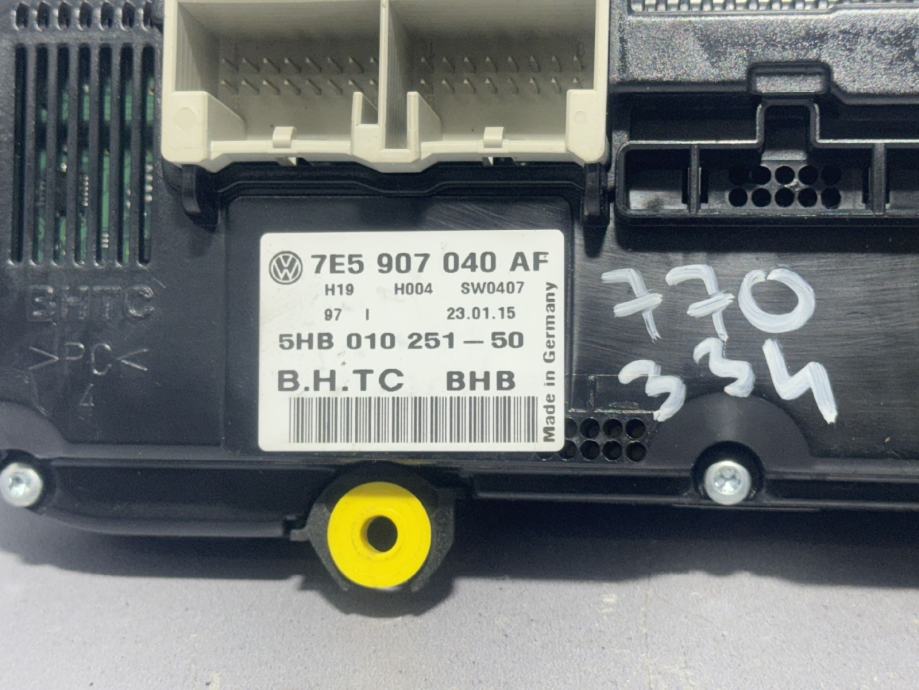 7E5 907 040 AF
H19 H004 SW0407
97 I 23.01.15
5HB 010 251-50
B.H.TC BHB
Made in Germany
BHTC
>PC<
4
770
334